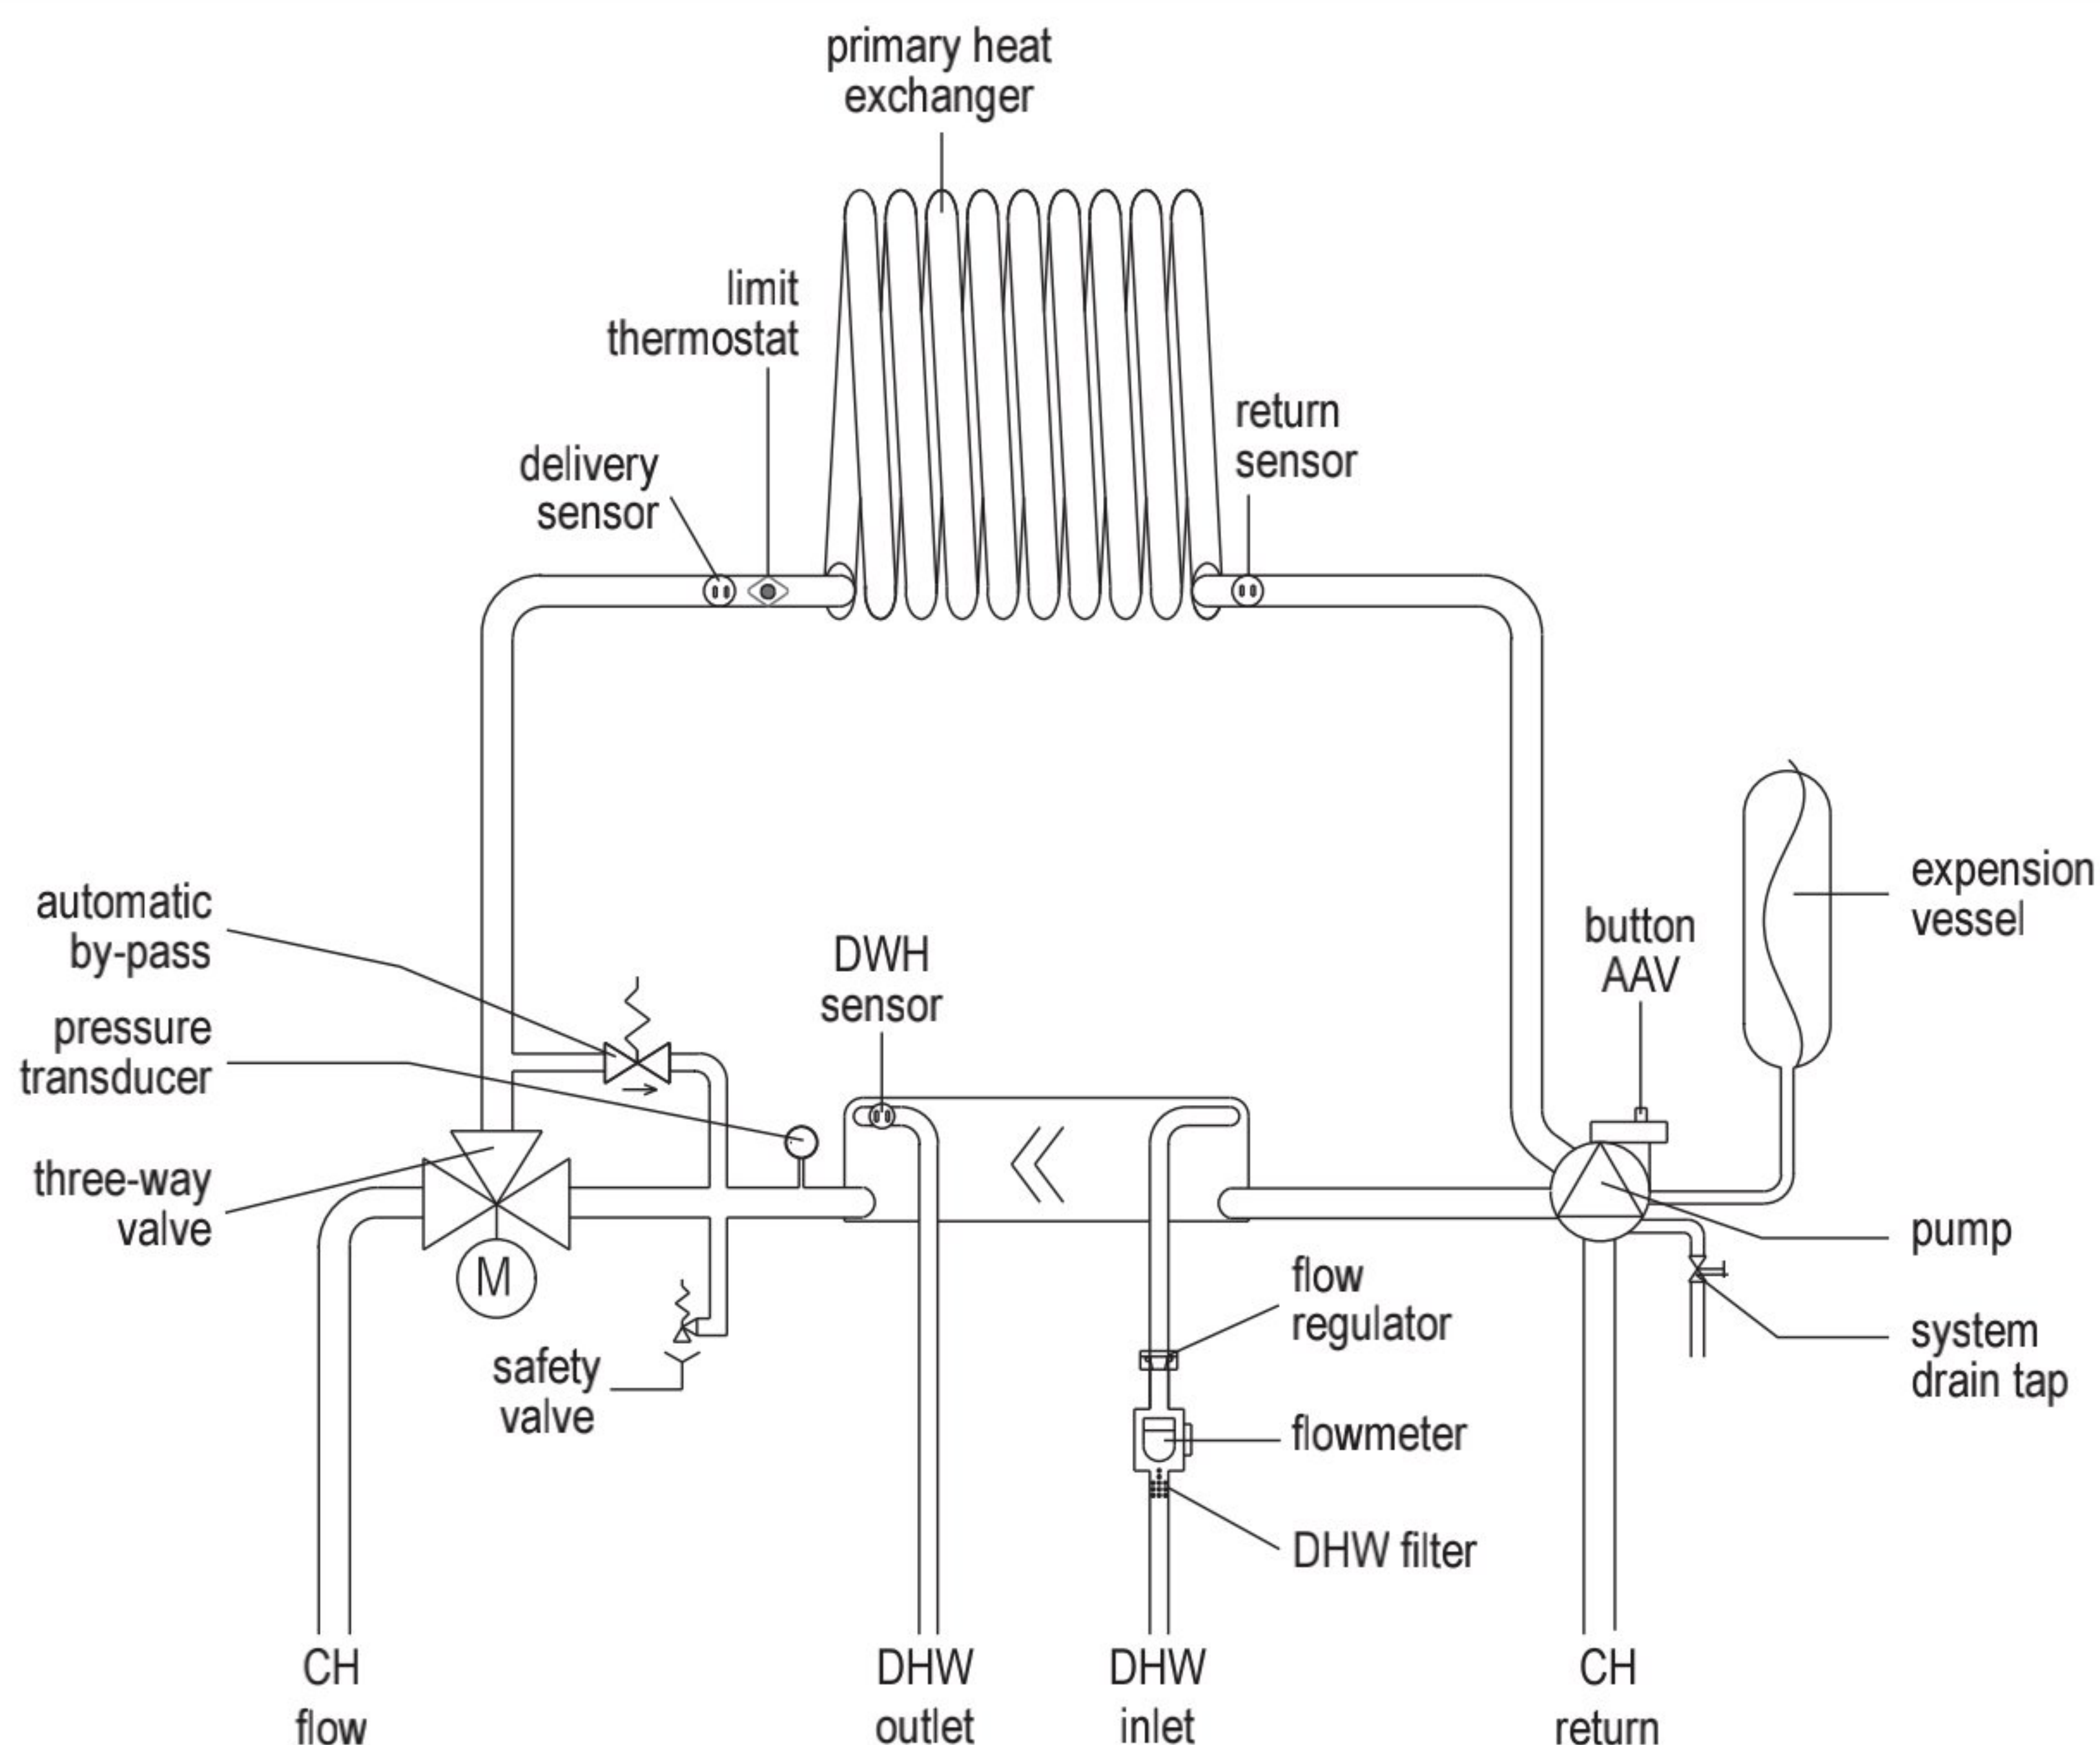 primary heat
exchanger
limit
thermostat
return
sensor
delivery
sensor
expension
vessel
automatic
by-pass
button
AAV
DWH
sensor
pressure
transducer
three-way
valve
M
pump
flow
regulator
system
drain tap
safety
valve
flowmeter
DHW filter
CH
flow
DHW
outlet
DHW
inlet
CH
return